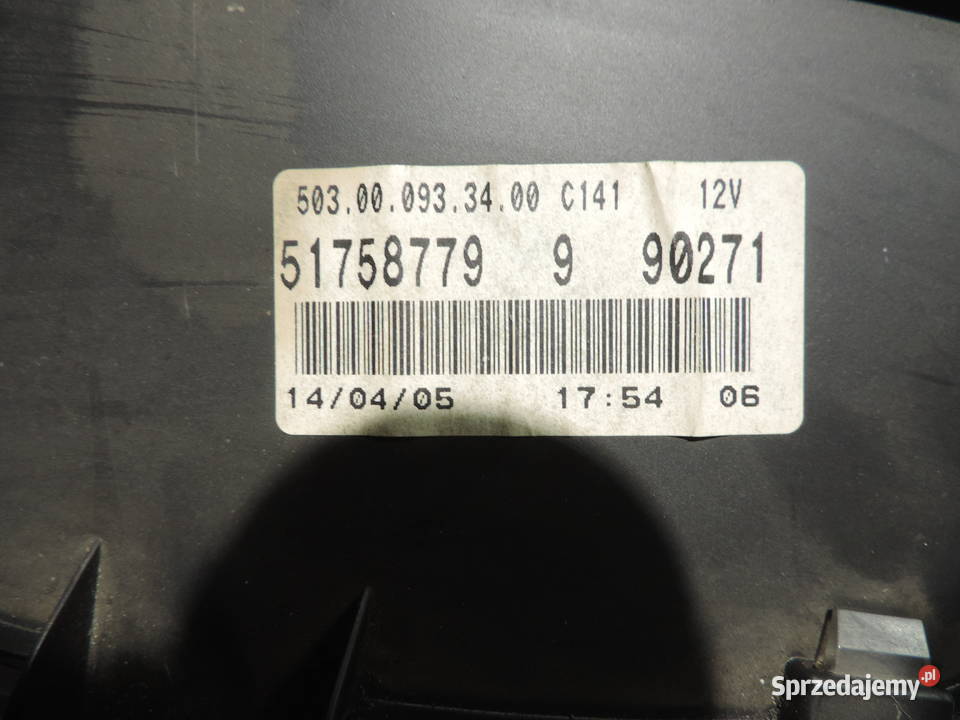 503.00.093.34.00 C141 12V
51758779 9 90271
14/04/05 17:54 06
Sprzedajemy.pl